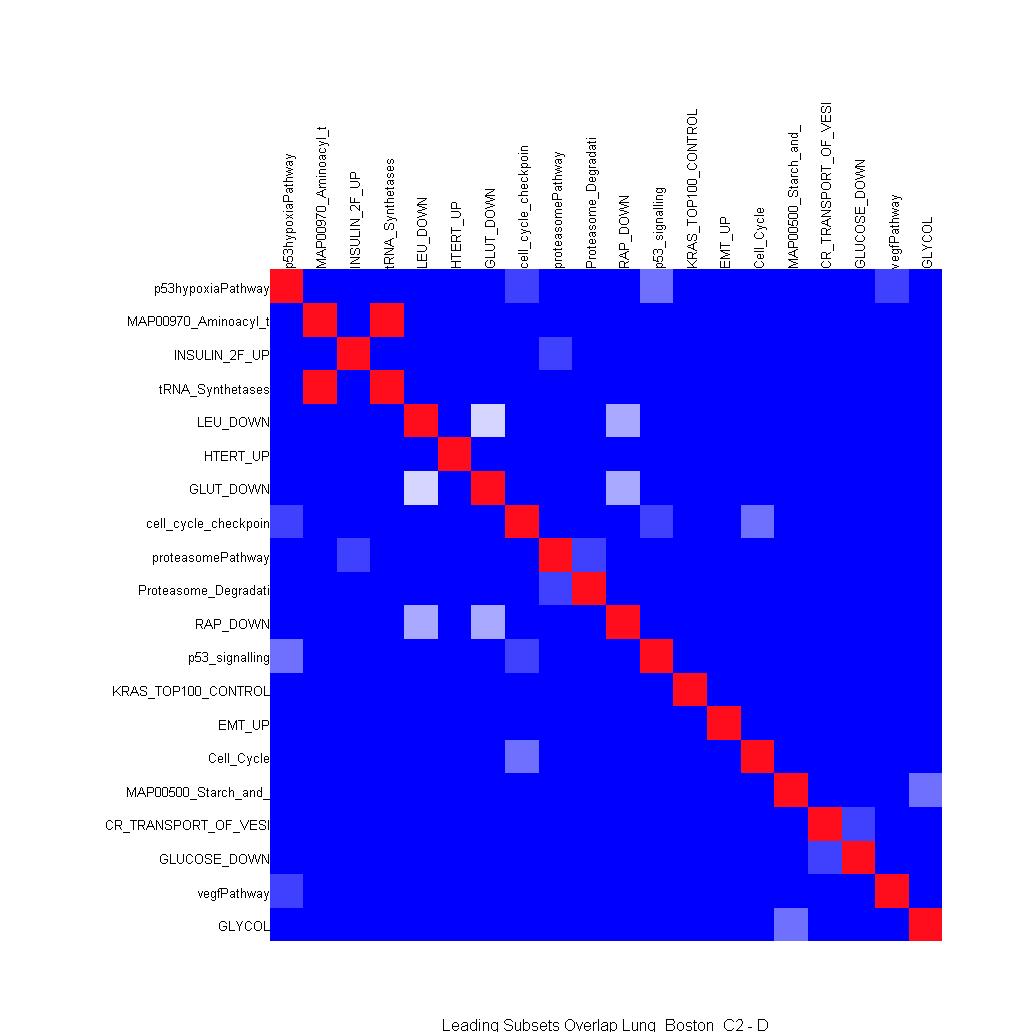 p53hypoxiaPathway
MAP00970_Aminoacyl_t
INSULIN_2F_UP
tRNA_Synthetases
LEU_DOWN
HTERT_UP
GLUT_DOWN
cell_cycle_checkpoin
proteasomePathway
Proteasome_Degradati
RAP_DOWN
p53_signalling
KRAS_TOP100_CONTROL
EMT_UP
Cell_Cycle
MAP00500_Starch_and_
CR_TRANSPORT_OF_VESI
GLUCOSE_DOWN
vegfPathway
GLYCOL
p53hypoxiaPathway
MAP00970_Aminoacyl_t
INSULIN_2F_UP
tRNA_Synthetases
LEU_DOWN
HTERT_UP
GLUT_DOWN
cell_cycle_checkpoin
proteasomePathway
Proteasome_Degradati
RAP_DOWN
p53_signalling
KRAS_TOP100_CONTROL
EMT_UP
Cell_Cycle
MAP00500_Starch_and_
CR_TRANSPORT_OF_VESI
GLUCOSE_DOWN
vegfPathway
GLYCOL
Leading Subsets Overlap Lung_Boston_C2 - D